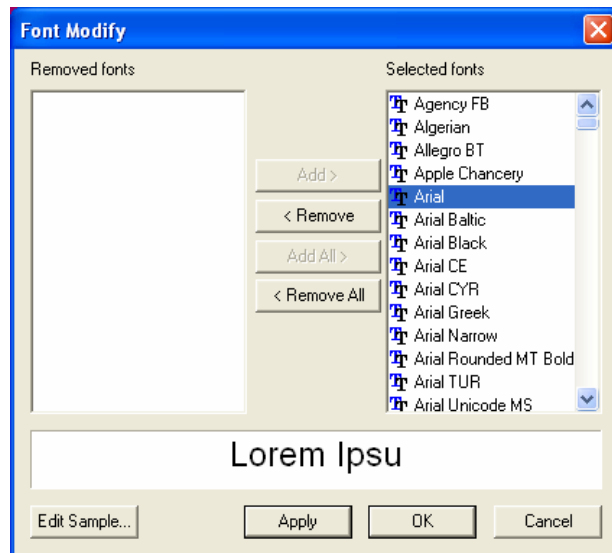 Font Modify
Removed fonts
Selected fonts
Agency FB
Algerian
Allegro BT
Apple Chancery
Arial
Arial Baltic
Arial Black
Arial CE
Arial CYR
Arial Greek
Arial Narrow
Arial Rounded MT Bold
Arial TUR
Arial Unicode MS
Add >
< Remove
Add All >
< Remove All
Lorem Ipsu
Edit Sample...
Apply
OK
Cancel